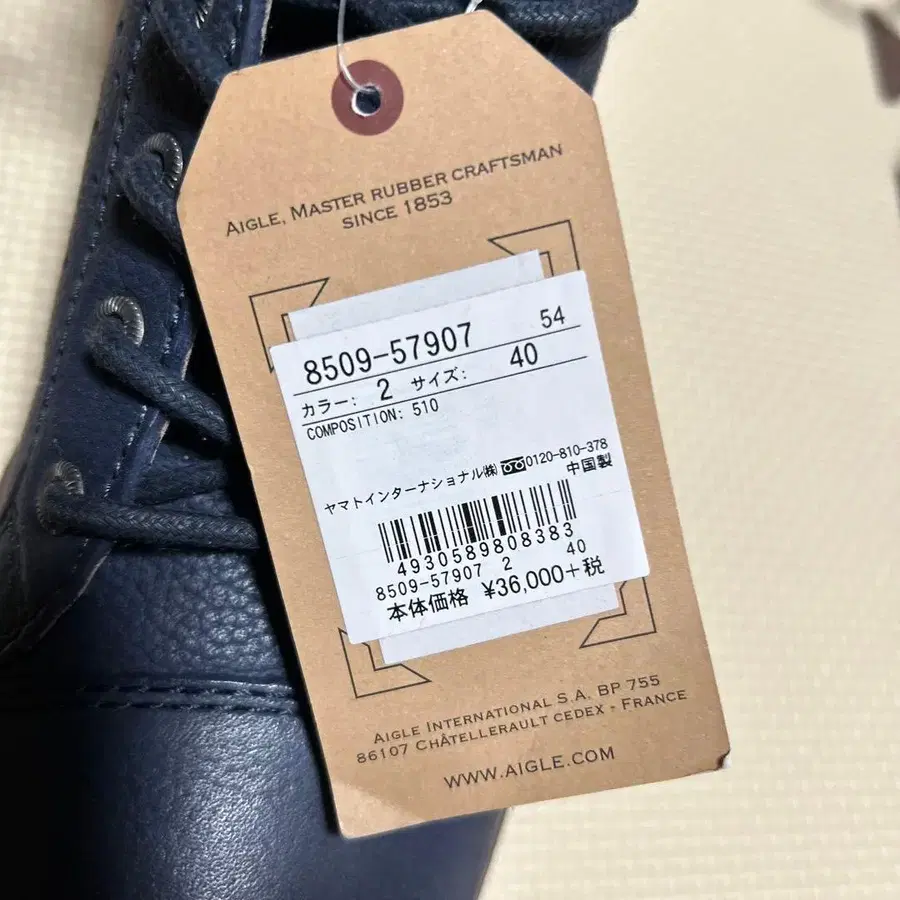 AIGLE, MASTER RUBBER CRAFTSMAN
SINCE 1853
8509-57907 54
カラー: 2 サイズ: 40
COMPOSITION: 510
ヤマトインターナショナル㈱ 0120-810-378
中国製
4930589808383
8509-57907 2 40
本体価格 ¥36,000+税
AIGLE INTERNATIONAL S.A. BP 755
86107 CHÂTELLERAULT CEDEX - FRANCE
WWW.AIGLE.COM